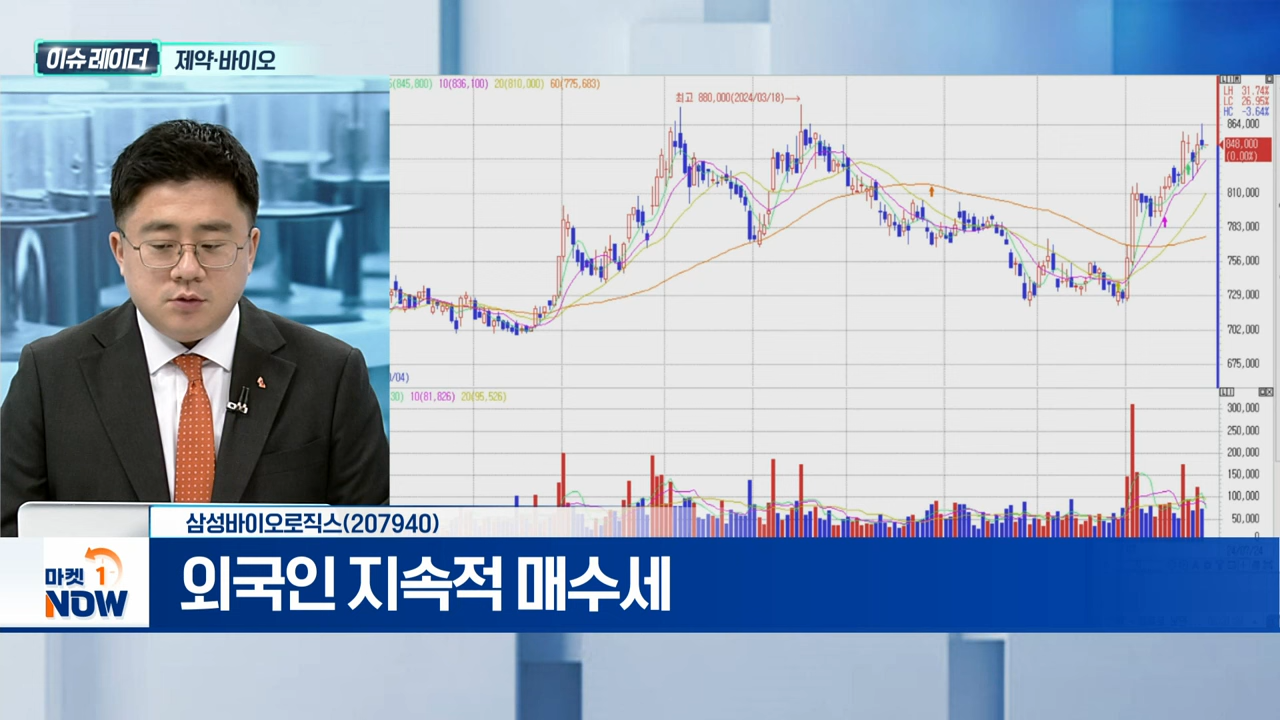 이슈 레이더 제약·바이오
5(845,800) 10(836,100) 20(810,000) 60(775,683)
최고 880,000(2024/03/18)→
LH 31.74%
LC 26.95%
HC -3.64%
864,000
848,000
(0.00%)
810,000
783,000
756,000
729,000
702,000
675,000
/04)
30) 10(81,826) 20(95,526)
300,000
250,000
200,000
150,000
100,000
50,000
0
삼성바이오로직스(207940)
마켓 1
NOW
외국인 지속적 매수세